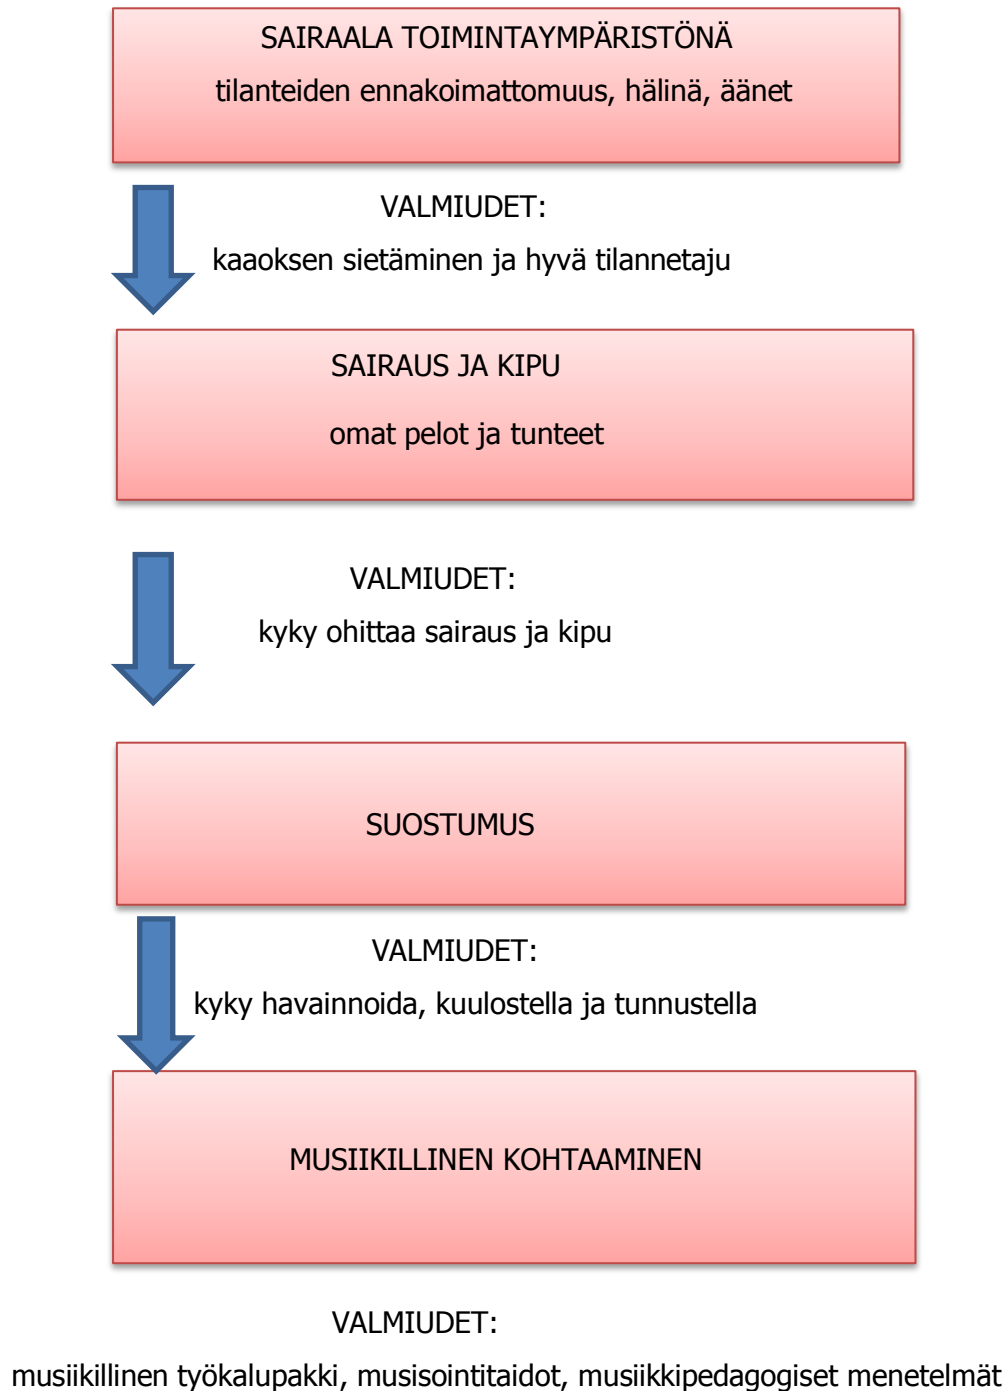 SAIRAALA TOIMINTAYMPÄRISTÖNÄ
tilanteiden ennakoimattomuus, hälinä, äänet
VALMIUDET:
kaaoksen sietäminen ja hyvä tilannetaju
SAIRAUS JA KIPU
omat pelot ja tunteet
VALMIUDET:
kyky ohittaa sairaus ja kipu
SUOSTUMUS
VALMIUDET:
kyky havainnoida, kuulostella ja tunnustella
MUSIIKILLINEN KOHTAAMINEN
VALMIUDET:
musiikillinen työkalupakki, musisointitaidot, musiikkipedagogiset menetelmät